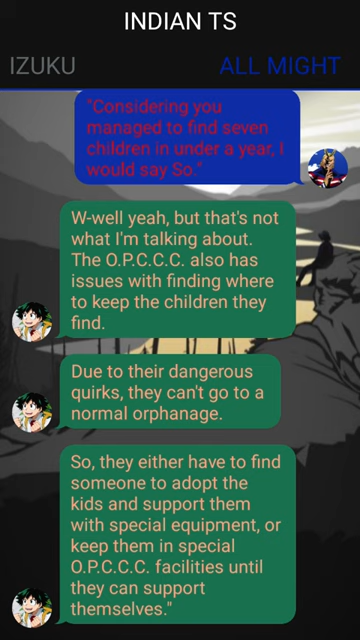 INDIAN TS
IZUKU ALL MIGHT
"Considering you
managed to find seven
children in under a year, I
would say So."
W-well yeah, but that's not
what I'm talking about.
The O.P.C.C.C. also has
issues with finding where
to keep the children they
find.
Due to their dangerous
quirks, they can't go to a
normal orphanage.
So, they either have to find
someone to adopt the
kids and support them
with special equipment, or
keep them in special
O.P.C.C.C. facilities until
they can support
themselves."